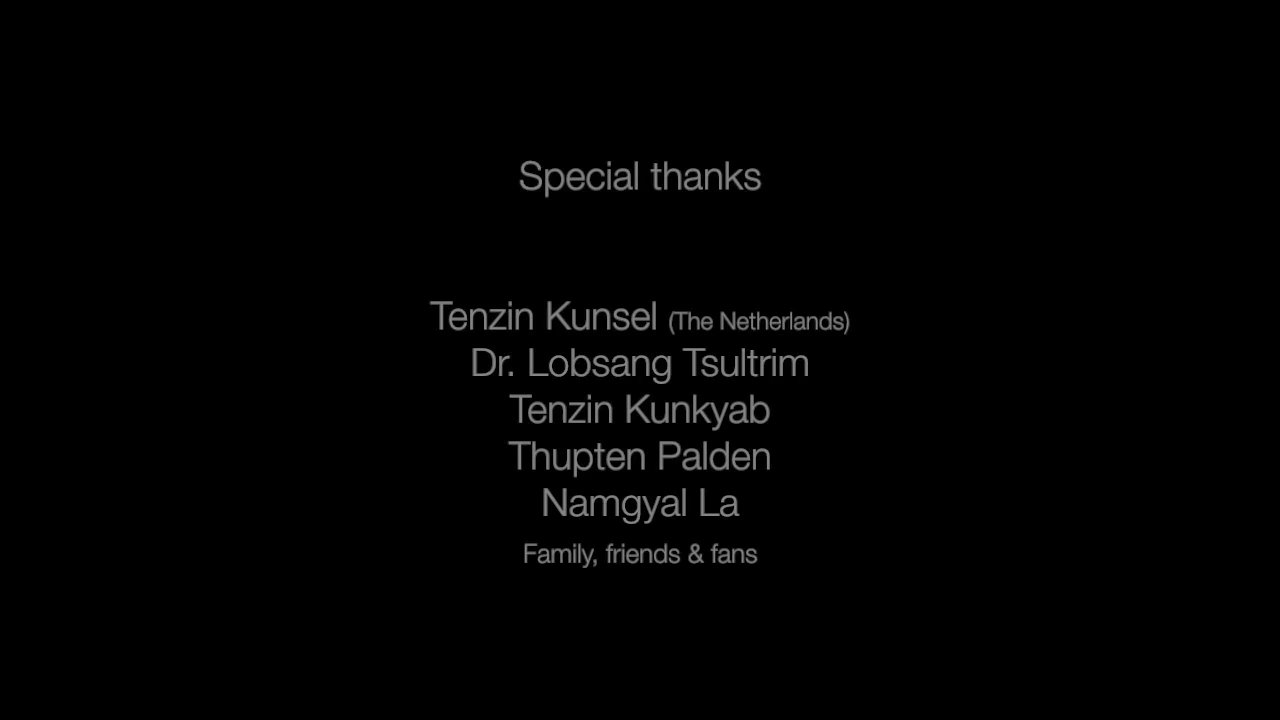 Special thanks
Tenzin Kunsel (The Netherlands)
Dr. Lobsang Tsultrim
Tenzin Kunkyab
Thupten Palden
Namgyal La
Family, friends & fans